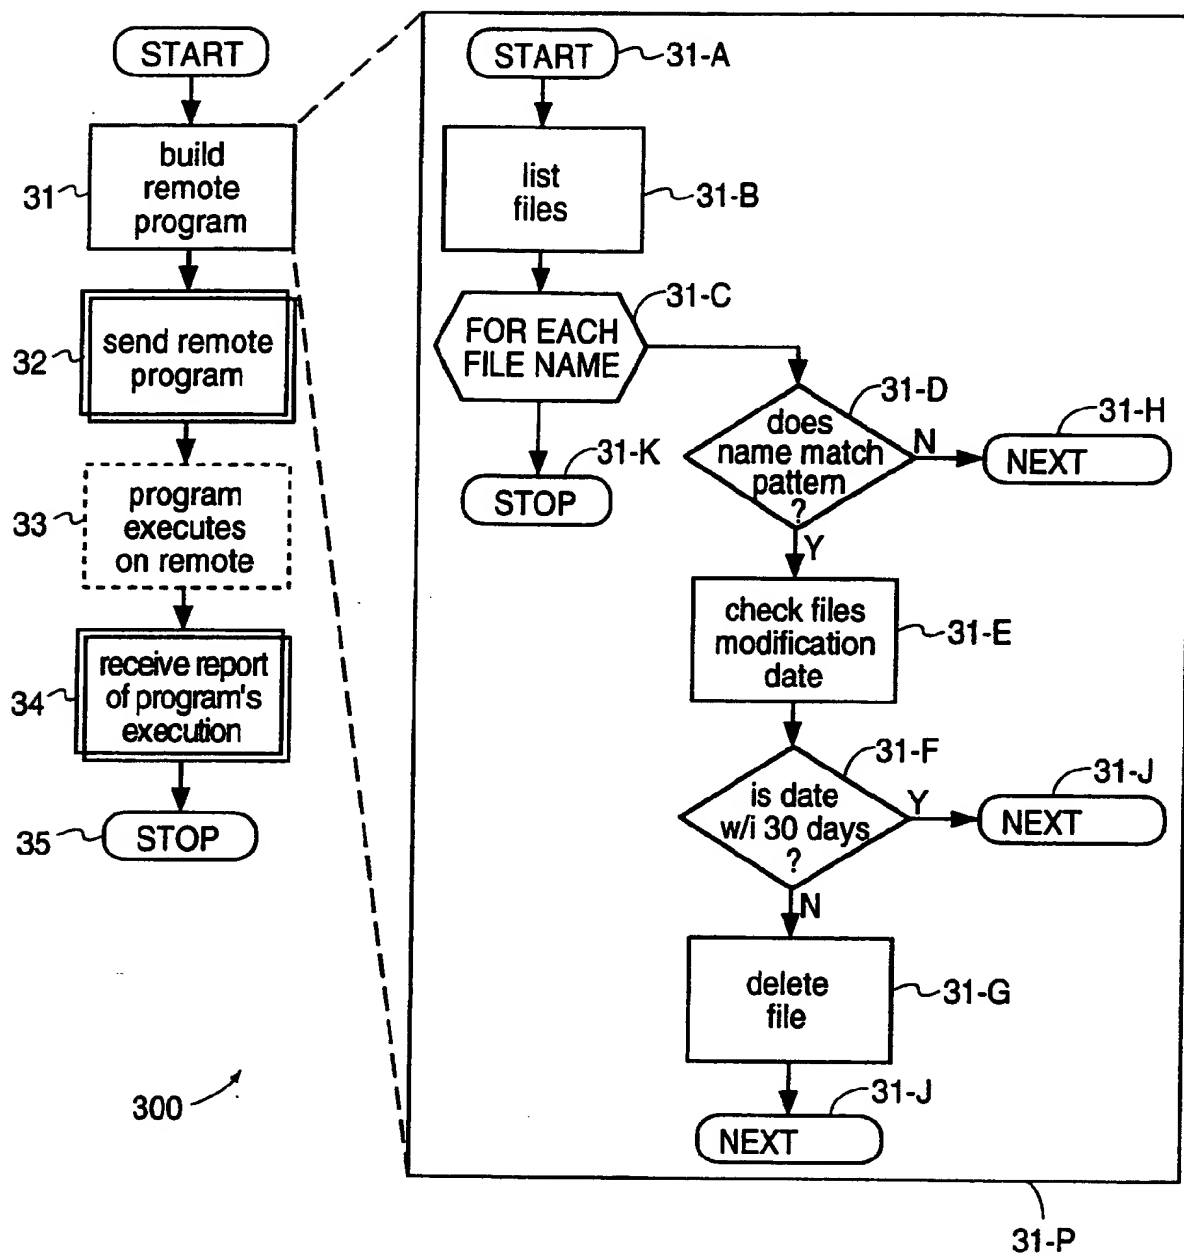 START
31
build
remote
program
32
send remote
program
33
program
executes
on remote
34
receive report
of program's
execution
35
STOP
300
START
31-A
list
files
31-B
31-C
FOR EACH
FILE NAME
31-K
STOP
31-D
does
name match
pattern
?
N
31-H
NEXT
Y
check files
modification
date
31-E
31-F
is date
w/i 30 days
?
Y
31-J
NEXT
N
delete
file
31-G
31-J
NEXT
31-P